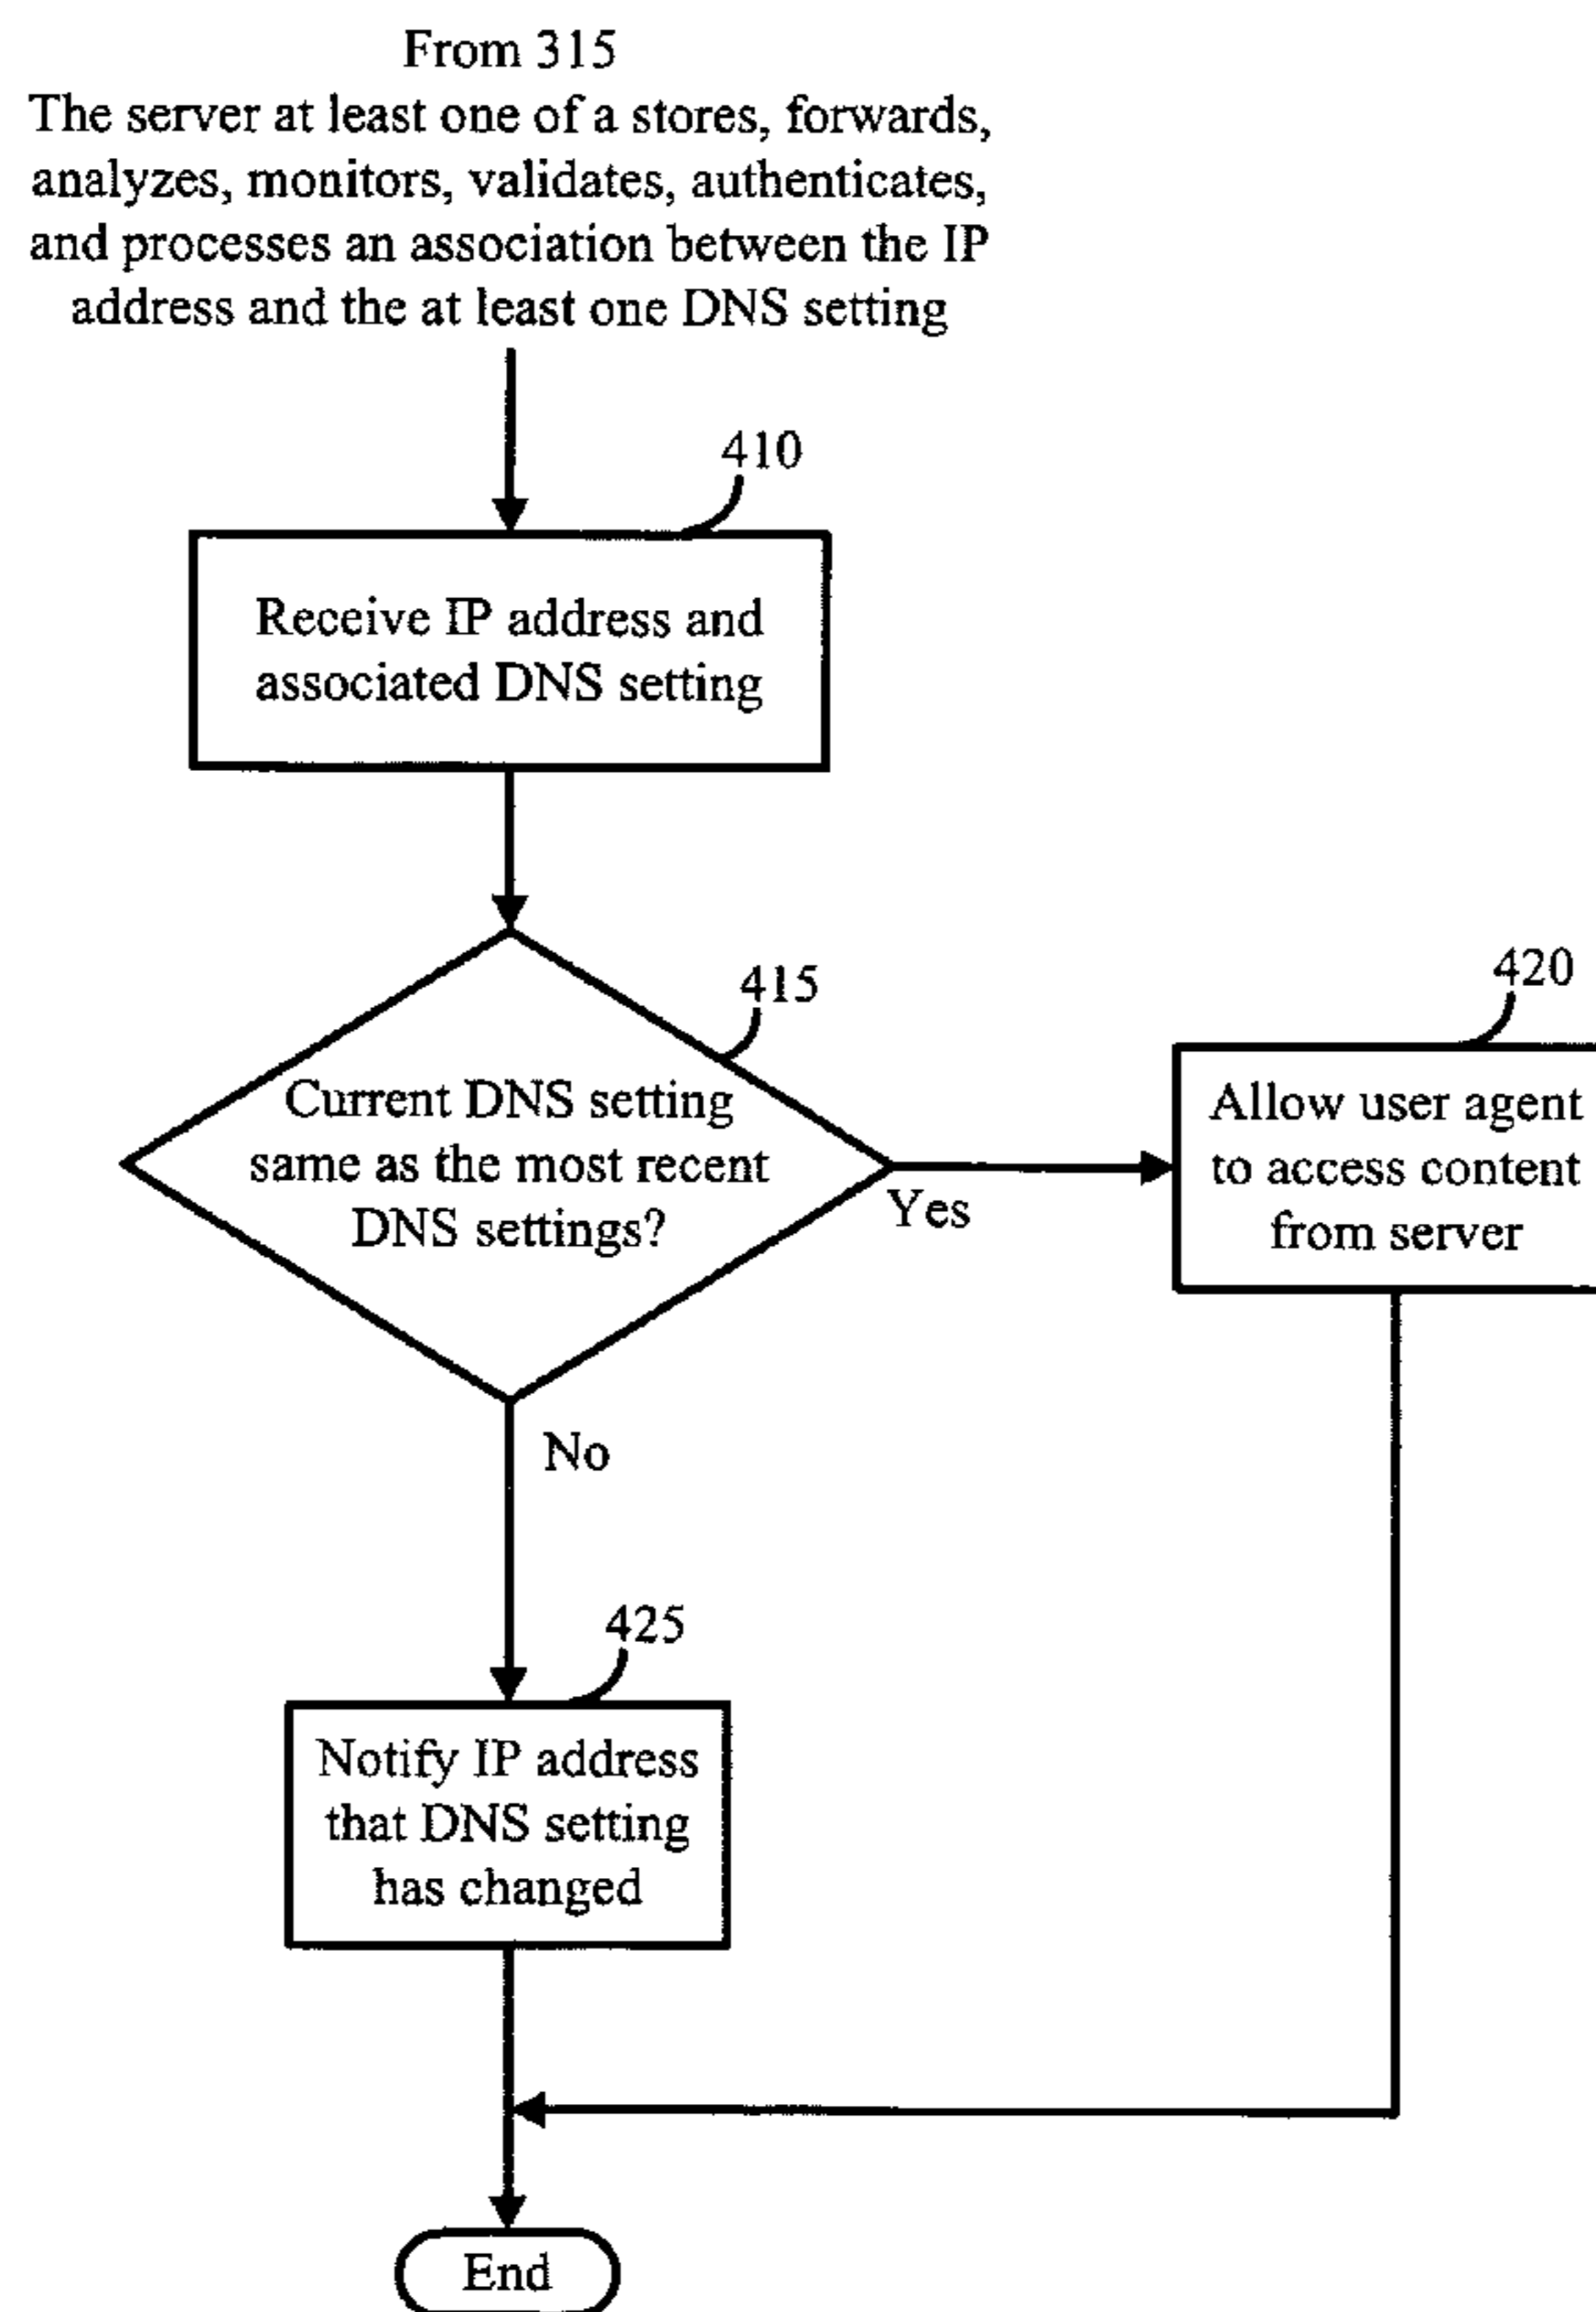 From 315
The server at least one of a stores, forwards,
analyzes, monitors, validates, authenticates,
and processes an association between the IP
address and the at least one DNS setting
410
Receive IP address and
associated DNS setting
415
Current DNS setting
same as the most recent
DNS settings?
Yes
420
Allow user agent
to access content
from server
No
425
Notify IP address
that DNS setting
has changed
End